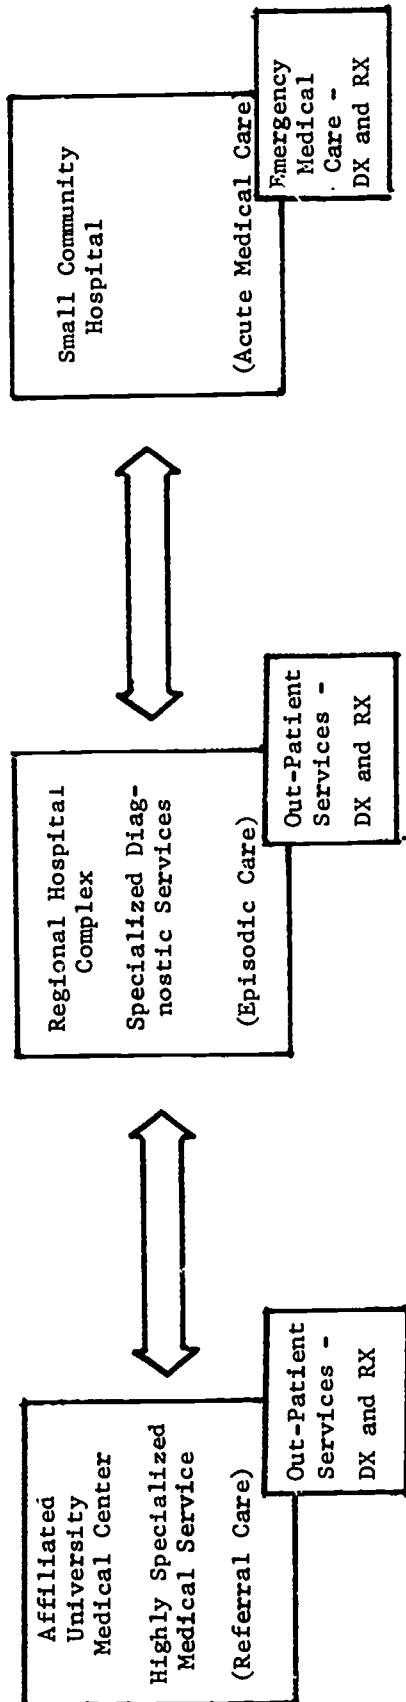 Affiliated
University
Medical Center
Highly Specialized
Medical Service
(Referral Care)
Out-Patient
Services -
DX and RX
Regional Hospital
Complex
Specialized Diag-
nostic Services
(Episodic Care)
Out-Patient
Services -
DX and RX
Small Community
Hospital
(Acute Medical Care)
Emergency
Medical
Care -
DX and RX